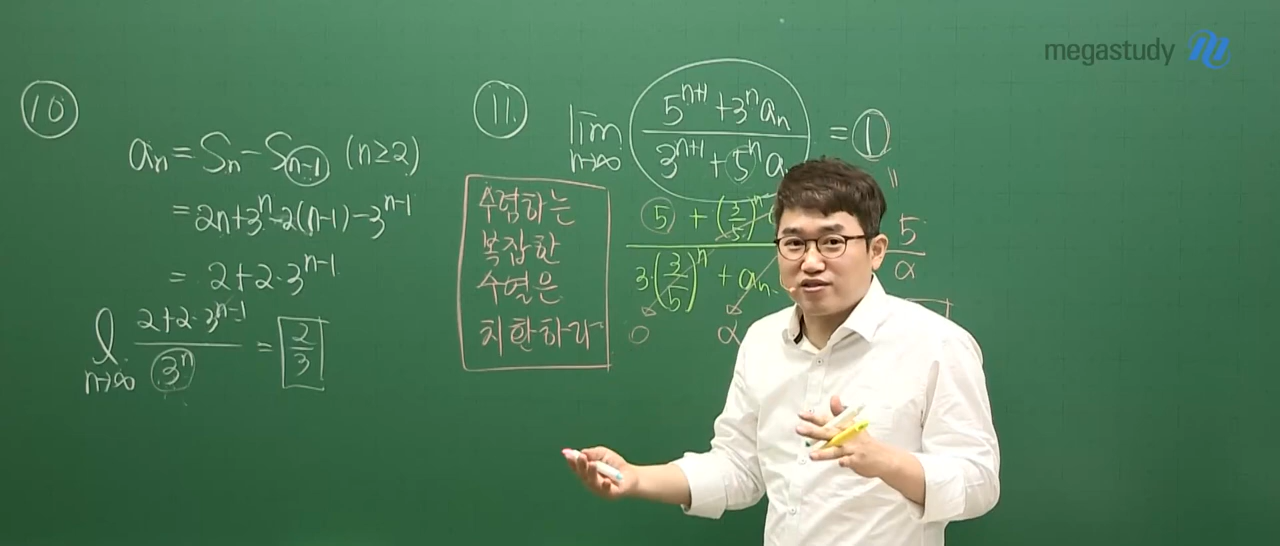 megastudy
⑩
aₙ = Sₙ - Sₙ₋₁ (n≥2)
= 2n+3ⁿ-2(n-1)-3ⁿ⁻¹
= 2+2·3ⁿ⁻¹
n→∞ (2+2·3ⁿ⁻¹)/3ⁿ = 2/3
⑪
lim n→∞ (5ⁿ⁺¹+3ⁿaₙ)/(3ⁿ⁺¹+5ⁿa = ①
수렴하는
복잡한
수열은
치환하라
5 + (3/5)ⁿ
3·(3/5)ⁿ + aₙ
= 5/α
0 α